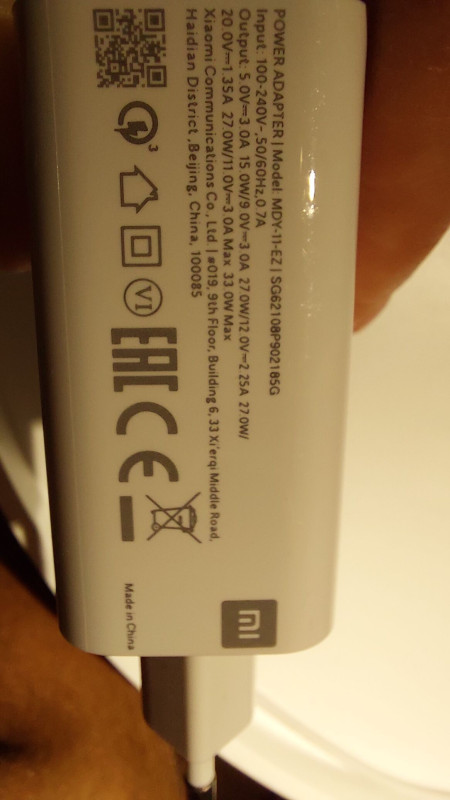 POWER ADAPTER | Model: MDY-11-EZ | SG62108P902185G
Input: 100-240V~,50/60Hz,0.7A
Output: 5.0V⎓3.0A 15.0W/9.0V⎓3.0A 27.0W/12.0V⎓2.25A 27.0W/
20.0V⎓1.35A 27.0W/11.0V⎓3.0A Max 33.0W Max
Xiaomi Communications Co., Ltd. | #019, 9th Floor, Building 6, 33 Xi'erqi Middle Road,
Haidian District, Beijing, China, 100085
3
VI
EAC
CE
Made in China
MI